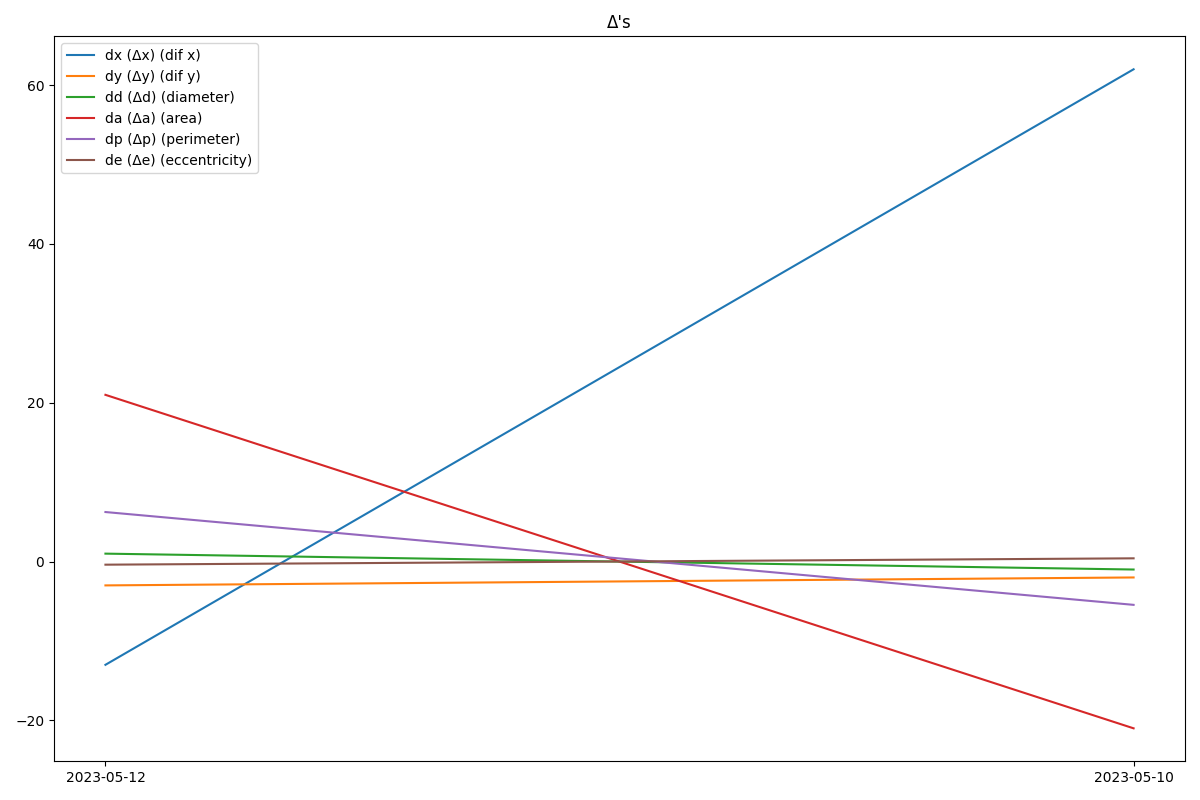 Δ's
dx (Δx) (dif x)
dy (Δy) (dif y)
dd (Δd) (diameter)
da (Δa) (area)
dp (Δp) (perimeter)
de (Δe) (eccentricity)
60
40
20
0
−20
2023-05-12
2023-05-10